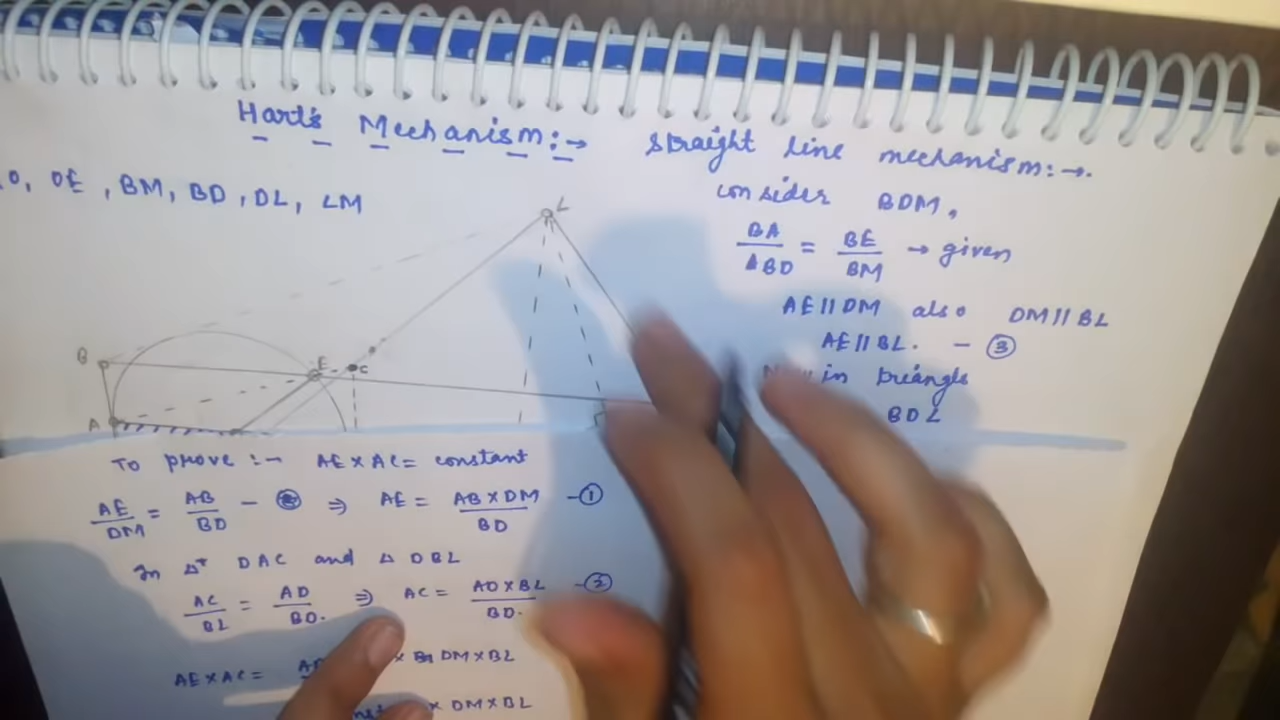 Hart's Mechanism:→ Straight line mechanism:→.
O, OE, BM, BD, DL, LM
Consider BDM,
BA/BD = BE/BM → given
AE || DM also DM || BL
AE || BL. - ③
in triangle
BDL
L
B
E
C
A
To prove :- AE×AC= constant
AE/DM = AB/BD - ⇒ AE = AB×DM/BD -①
In Δ* DAC and Δ DBL
AC/BL = AD/BD. ⇒ AC = AD×BL/BD. -②
AE×AC= × DM×BL
× DM×BL